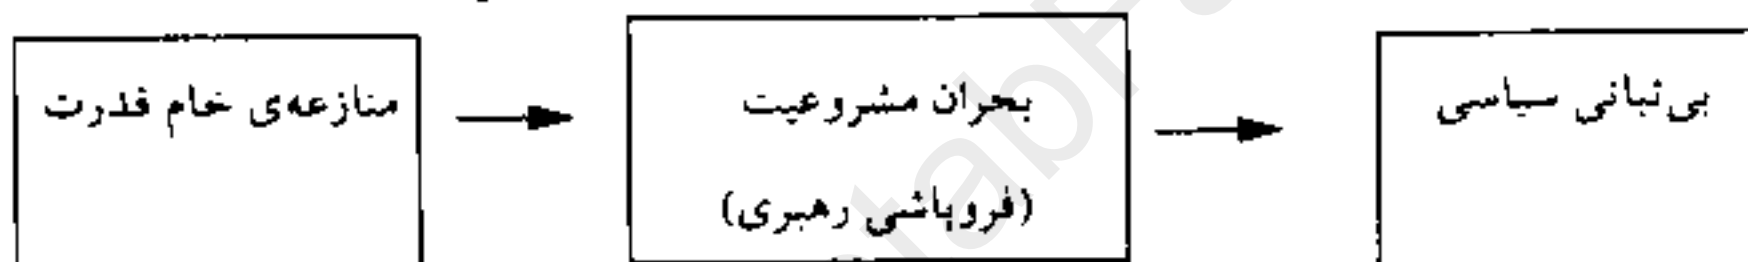 منازعه‌ی خام قدرت
بحران مشروعیت
(فروپاشی رهبری)
بی‌ثباتی سیاسی